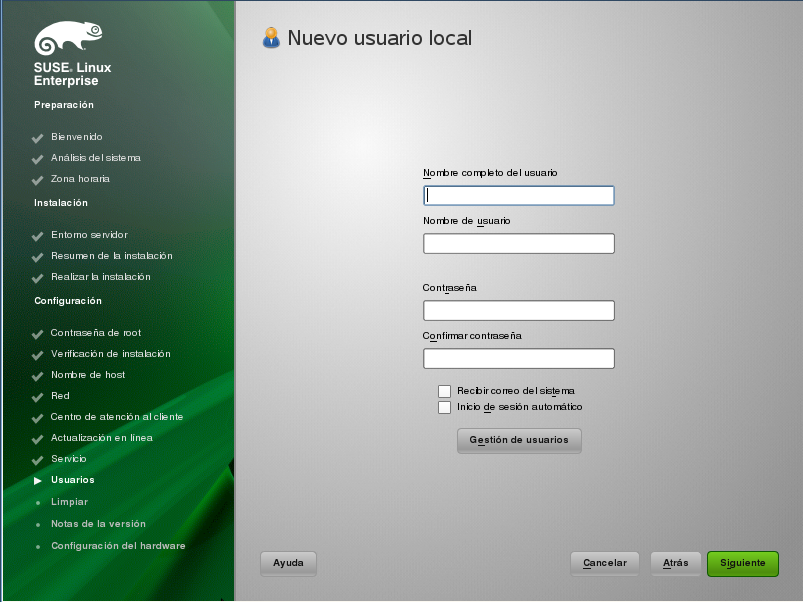 SUSE. Linux
Enterprise
Preparación
Bienvenido
Análisis del sistema
Zona horaria
Instalación
Entorno servidor
Resumen de la instalación
Realizar la instalación
Configuración
Contraseña de root
Verificación de instalación
Nombre de host
Red
Centro de atención al cliente
Actualización en línea
Servicio
Usuarios
Limpiar
Notas de la versión
Configuración del hardware
Nuevo usuario local
Nombre completo del usuario
Nombre de usuario
Contraseña
Confirmar contraseña
Recibir correo del sistema
Inicio de sesión automático
Gestión de usuarios
Ayuda
Cancelar
Atrás
Siguiente